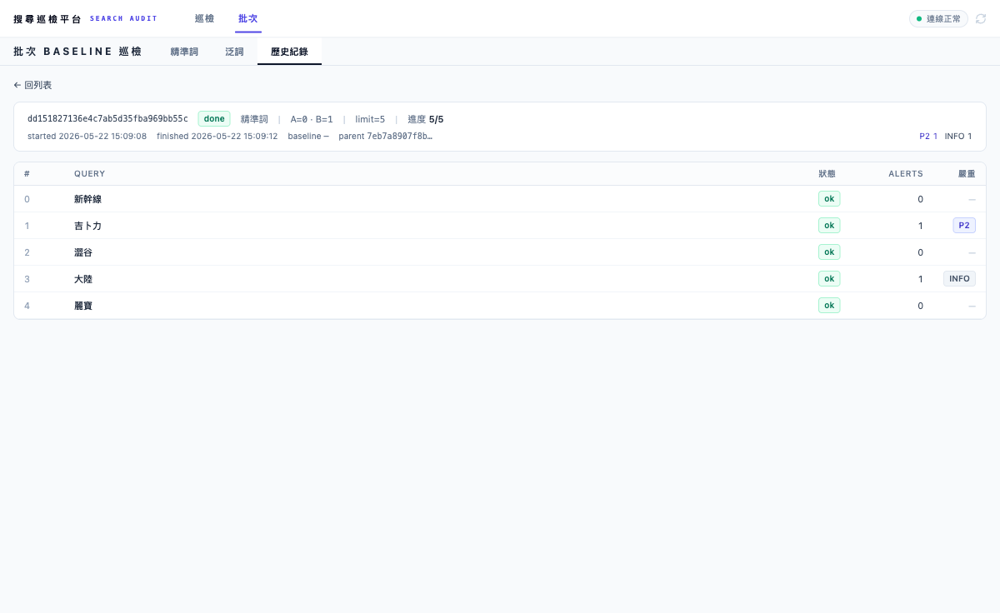 搜尋巡檢平台 SEARCH AUDIT 巡檢 批次 連線正常
批次 BASELINE 巡檢 精準詞 泛詞 歷史紀錄
← 回列表
dd151827136e4c7ab5d35fba969bb55c done 精準詞 | A=0 · B=1 | limit=5 | 進度 5/5
started 2026-05-22 15:09:08 finished 2026-05-22 15:09:12 baseline — parent 7eb7a8907f8b… P2 1 INFO 1
# QUERY 狀態 ALERTS 嚴重
0 新幹線 ok 0 —
1 吉卜力 ok 1 P2
2 澀谷 ok 0 —
3 大陸 ok 1 INFO
4 麗寶 ok 0 —